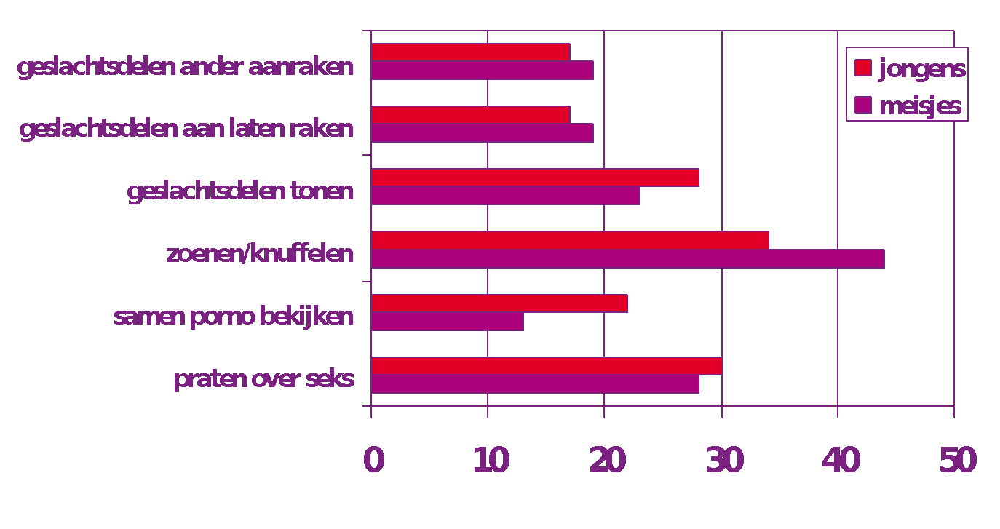 geslachtsdelen ander aanraken
geslachtsdelen aan laten raken
geslachtsdelen tonen
zoenen/knuffelen
samen porno bekijken
praten over seks
jongens
meisjes
0 10 20 30 40 50